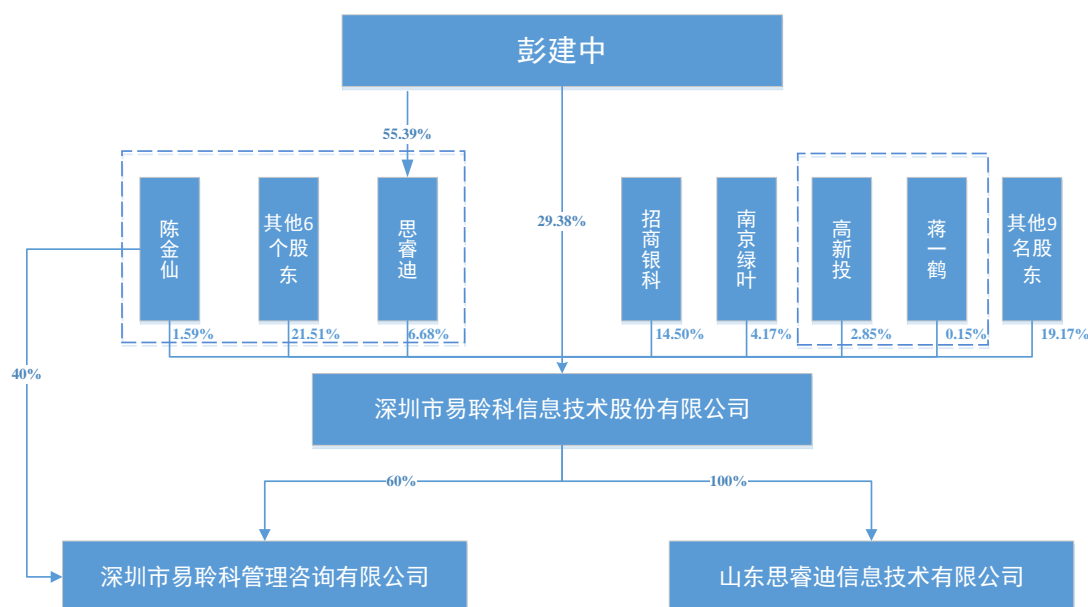 彭建中
55.39%
陈金仙
其他6
个股
东
思睿迪
29.38%
招商银科
南京绿叶
高新投
蒋一鹤
其他9
名股
东
1.59%
21.51%
6.68%
14.50%
4.17%
2.85%
0.15%
19.17%
40%
深圳市易聆科信息技术股份有限公司
60%
100%
深圳市易聆科管理咨询有限公司
山东思睿迪信息技术有限公司